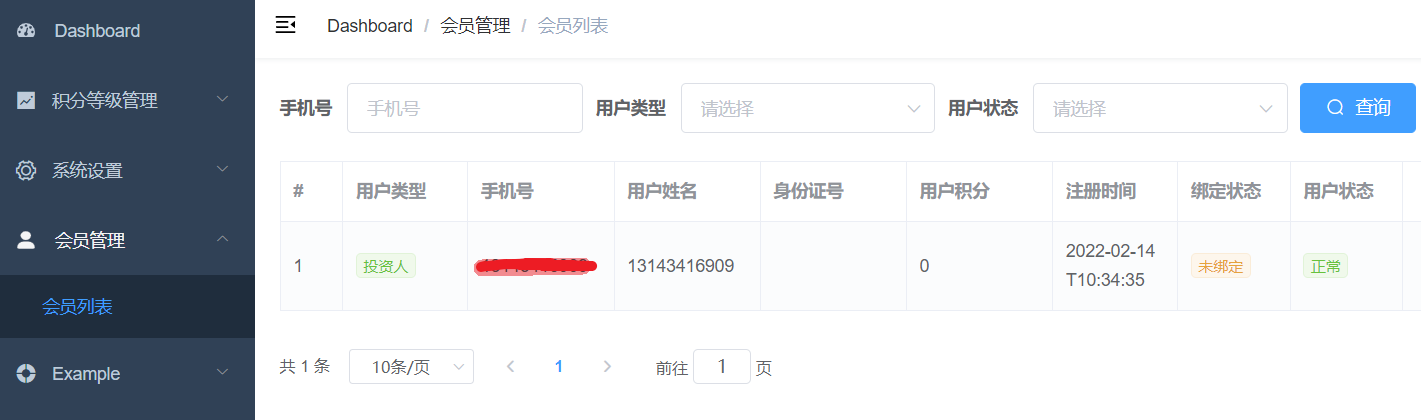 Dashboard
积分等级管理
系统设置
会员管理
会员列表
Example
Dashboard / 会员管理 / 会员列表
手机号 手机号 用户类型 请选择 用户状态 请选择 查询
# 用户类型 手机号 用户姓名 身份证号 用户积分 注册时间 绑定状态 用户状态
1 投资人 13143416909 0 2022-02-14 未绑定 正常
T10:34:35
共 1 条 10条/页 1 前往 1 页